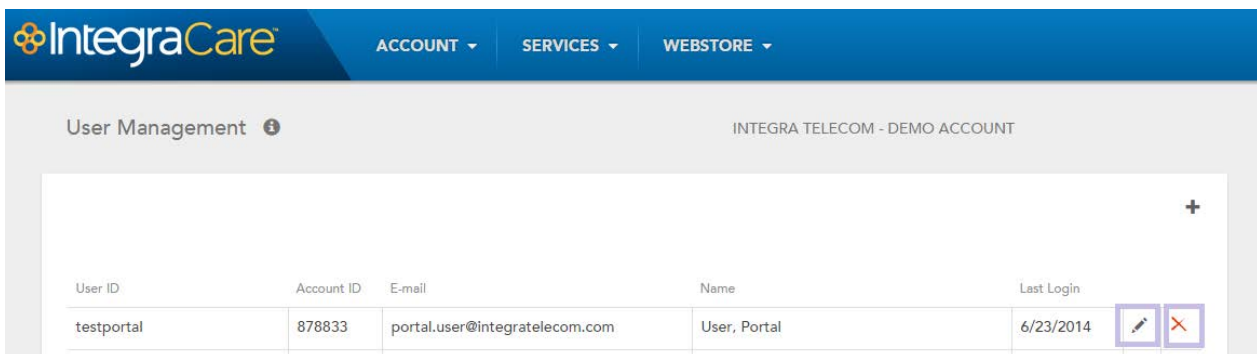 IntegraCare™ ACCOUNT SERVICES WEBSTORE
User Management INTEGRA TELECOM - DEMO ACCOUNT
User ID Account ID E-mail Name Last Login
testportal 878833 portal.user@integratelecom.com User, Portal 6/23/2014